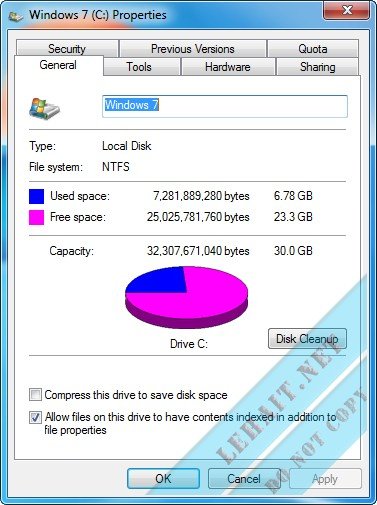 Windows 7 (C:) Properties
Security Previous Versions Quota
General Tools Hardware Sharing
Windows 7
Type: Local Disk
File system: NTFS
Used space: 7,281,889,280 bytes 6.78 GB
Free space: 25,025,781,760 bytes 23.3 GB
Capacity: 32,307,671,040 bytes 30.0 GB
Drive C: Disk Cleanup
Compress this drive to save disk space
Allow files on this drive to have contents indexed in addition to
file properties
OK Cancel Apply
LEHAIT.NET
DO NOT COPY